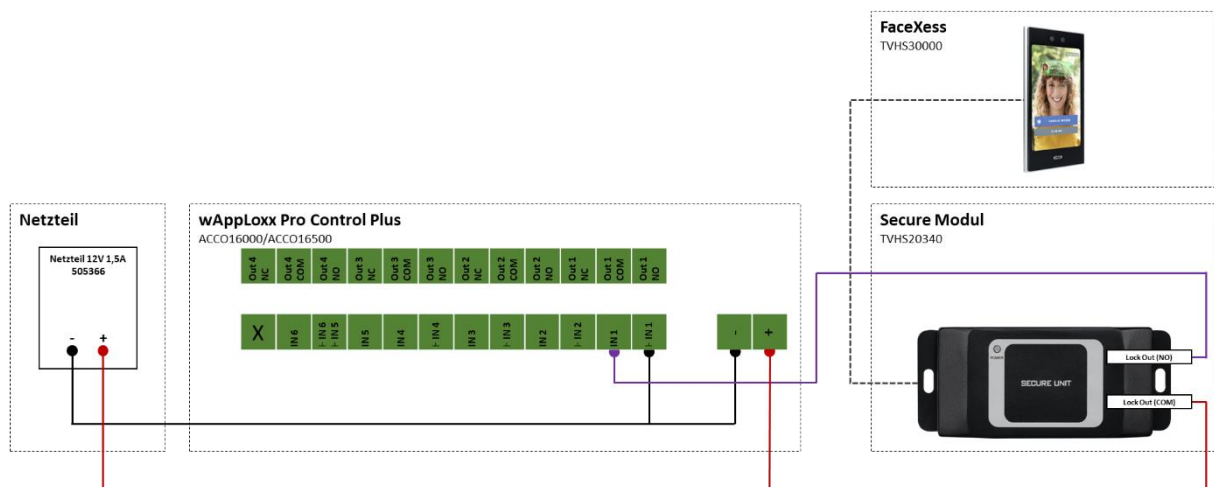 FaceXess
TVHS30000
Netzteil
Netzteil 12V 1,5A
505366
-
+
wAppLoxx Pro Control Plus
ACCO16000/ACCO16500
Out 4 NC
Out 4 COM
Out 4 NO
Out 3 NC
Out 3 COM
Out 3 NO
Out 2 NC
Out 2 COM
Out 2 NO
Out 1 NC
Out 1 COM
Out 1 NO
X
IN 6
⊢ IN 6 ⊢ IN 5
IN 5
IN 4
⊢ IN 4
IN 3
⊢ IN 3
IN 2
⊢ IN 2
IN 1
⊢ IN 1
-
+
Secure Modul
TVHS20340
SECURE UNIT
Lock Out (NO)
Lock Out (COM)